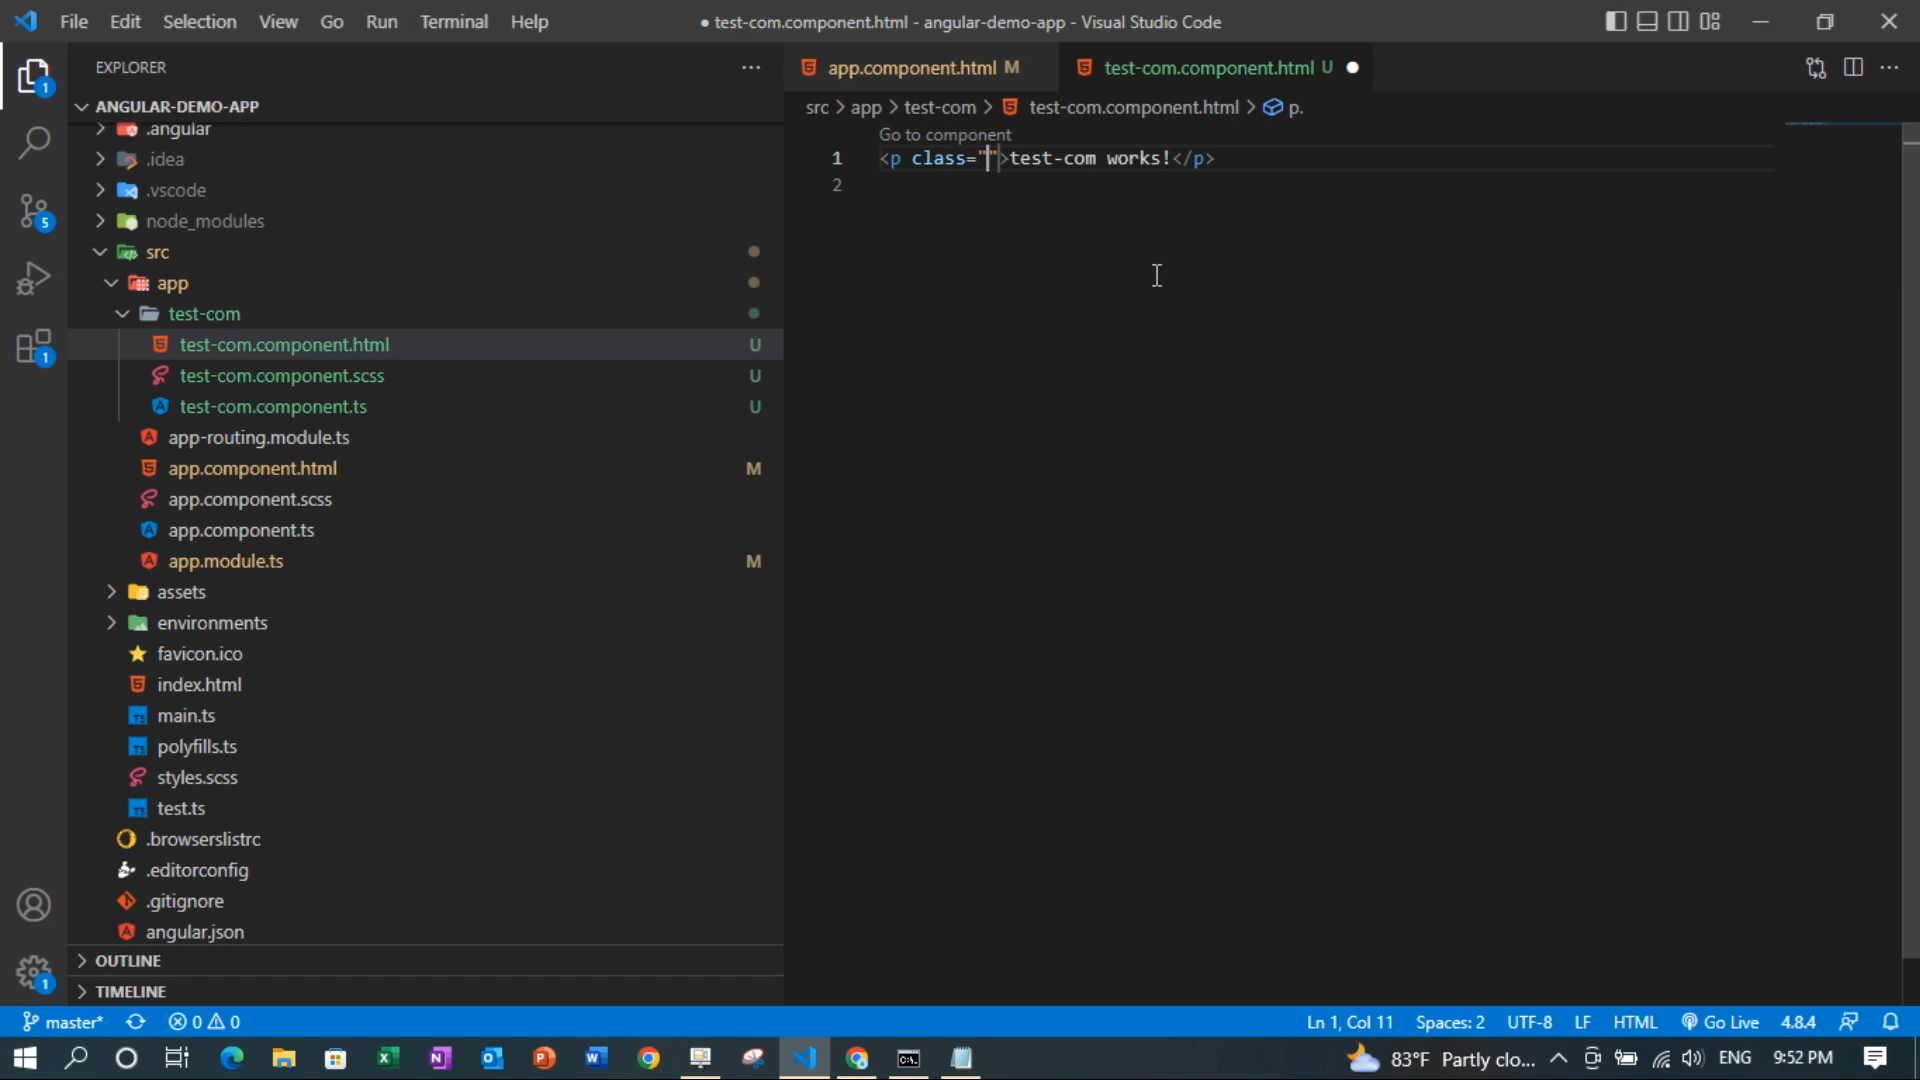 File Edit Selection View Go Run Terminal Help
● test-com.component.html - angular-demo-app - Visual Studio Code
EXPLORER
ANGULAR-DEMO-APP
.angular
.idea
.vscode
node_modules
src
app
test-com
test-com.component.html U
test-com.component.scss U
test-com.component.ts U
app-routing.module.ts
app.component.html M
app.component.scss
app.component.ts
app.module.ts M
assets
environments
favicon.ico
index.html
main.ts
polyfills.ts
styles.scss
test.ts
.browserslistrc
.editorconfig
.gitignore
angular.json
OUTLINE
TIMELINE
1
5
1
1
app.component.html M
test-com.component.html U
src > app > test-com > test-com.component.html > p.
Go to component
1 <p class="">test-com works!</p>
2
master* 0 0
Ln 1, Col 11 Spaces: 2 UTF-8 LF HTML Go Live 4.8.4
83°F Partly clo... ENG 9:52 PM